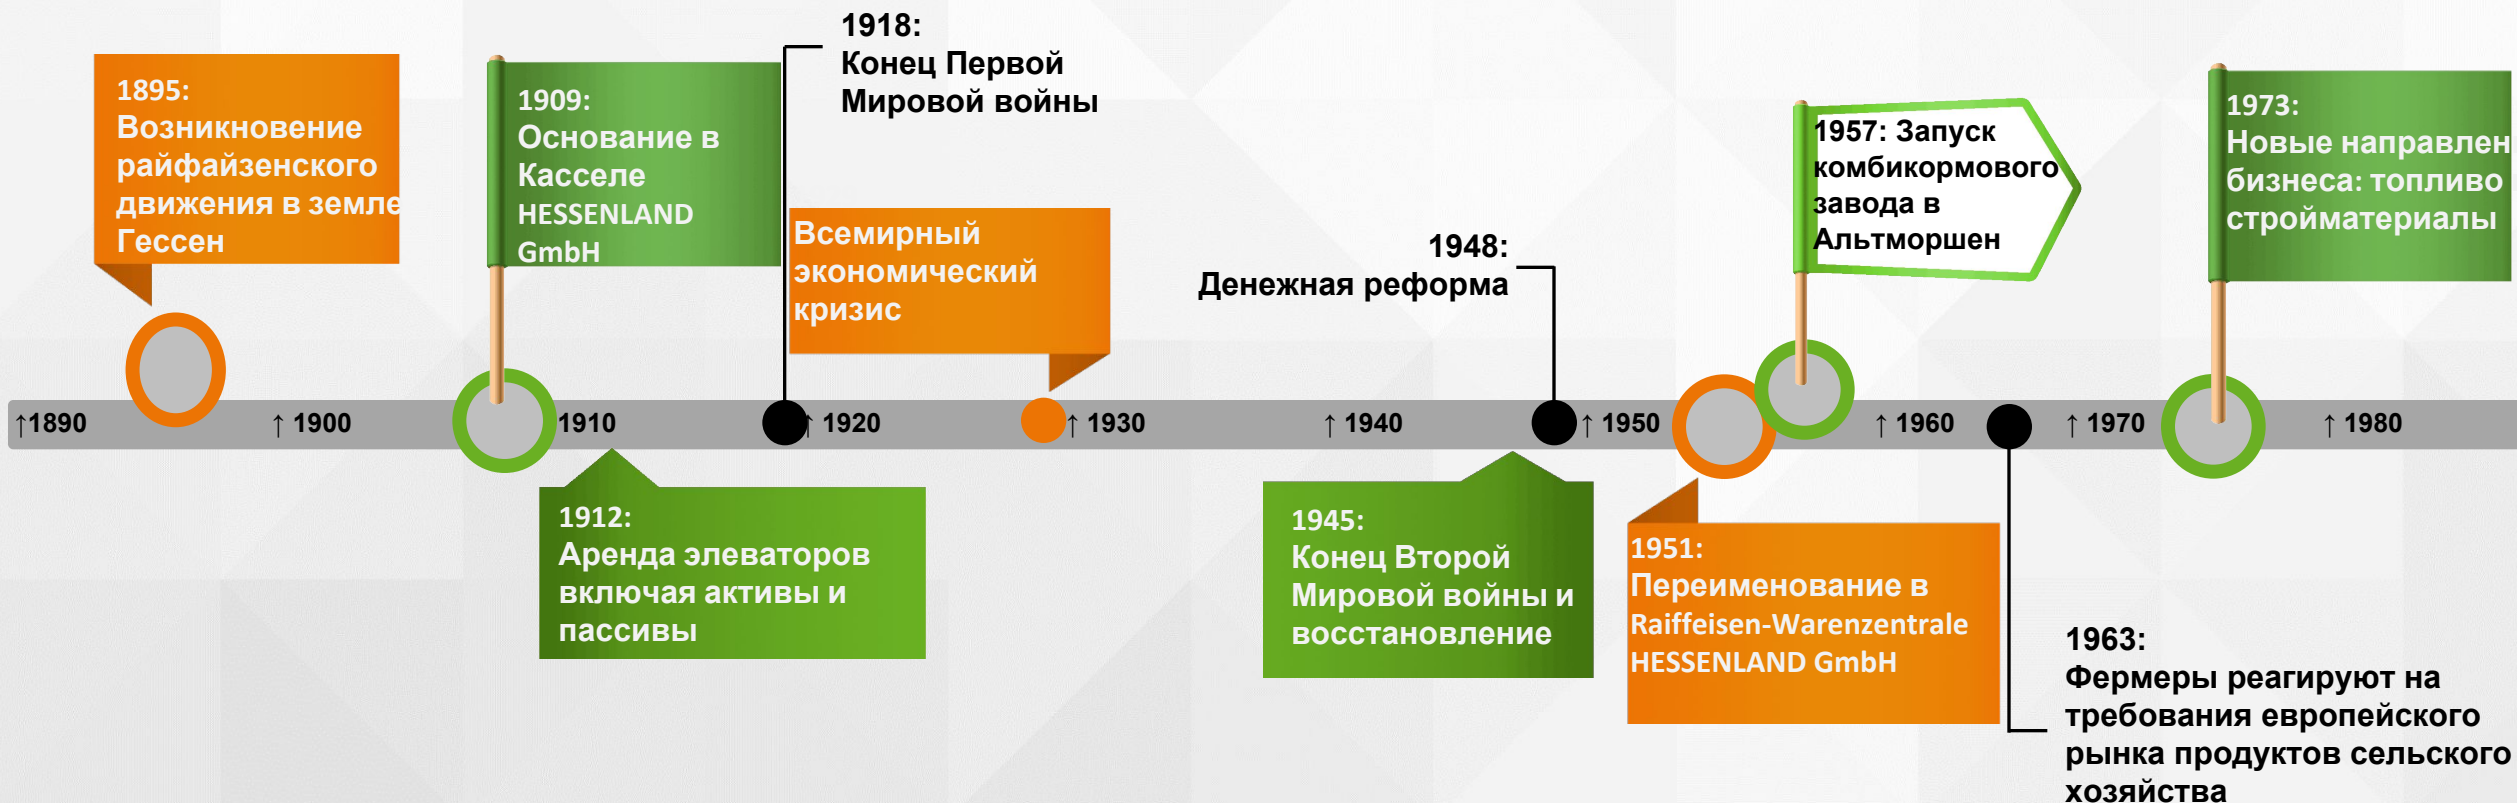 1895:
Возникновение
райфайзенского
движения в земле
Гессен
1909:
Основание в
Касселе
HESSENLAND
GmbH
1918:
Конец Первой
Мировой войны
Всемирный
экономический
кризис
1948:
Денежная реформа
1957: Запуск
комбикормового
завода в
Альтморшен
1973:
Новые направлен
бизнеса: топливо
стройматериалы
↑1890
↑ 1900
1910
↑ 1920
↑ 1930
↑ 1940
↑ 1950
↑ 1960
↑ 1970
↑ 1980
1912:
Аренда элеваторов
включая активы и
пассивы
1945:
Конец Второй
Мировой войны и
восстановление
1951:
Переименование в
Raiffeisen-Warenzentrale
HESSENLAND GmbH
1963:
Фермеры реагируют на
требования европейского
рынка продуктов сельского
хозяйства